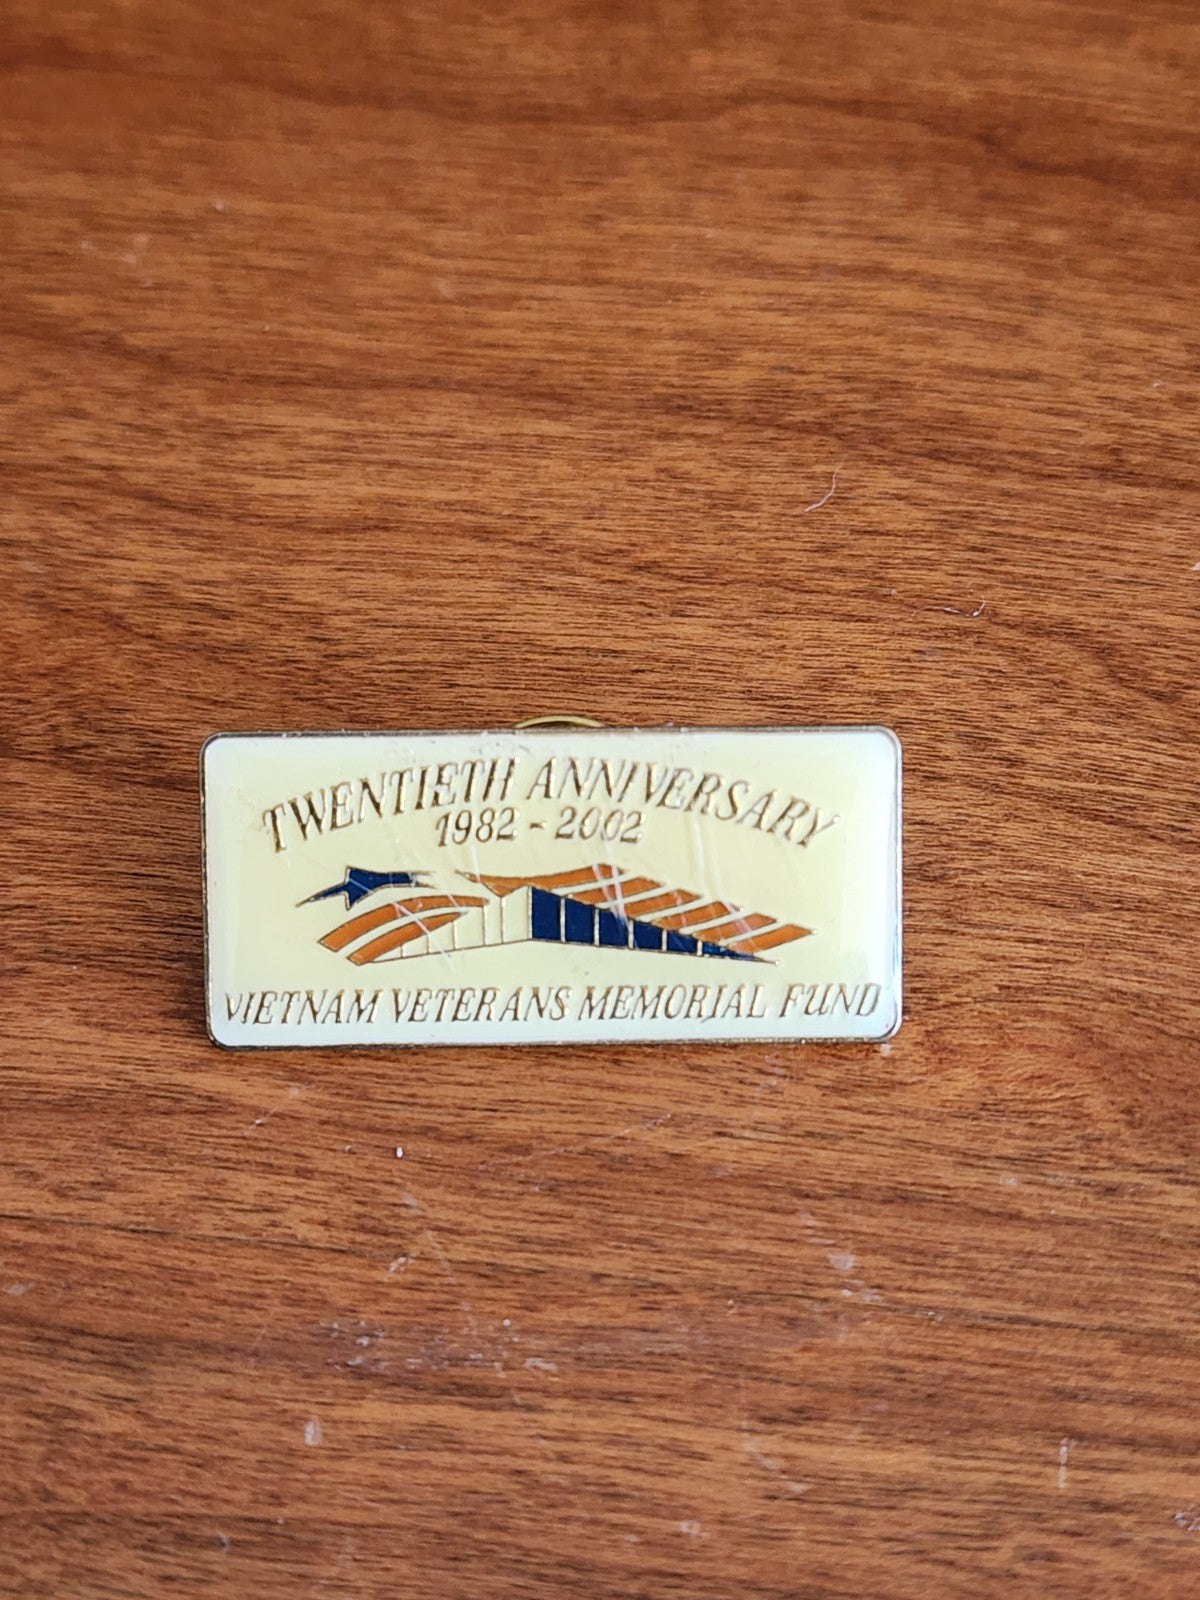 TWENTIETH ANNIVERSARY
1982 - 2002
VIETNAM VETERANS MEMORIAL FUND